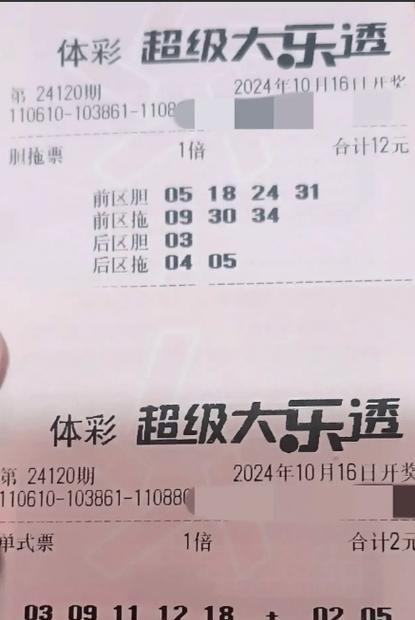 体彩 超级大乐透
第 24120期 2024年10月16日开奖
110610-103861-1108
胆拖票 1倍 合计12元
前区胆 05 18 24 31
前区拖 09 30 34
后区胆 03
后区拖 04 05
体彩 超级大乐透
第 24120期 2024年10月16日开奖
110610-103861-110886
单式票 1倍 合计2元
03 09 11 12 18 + 02 05